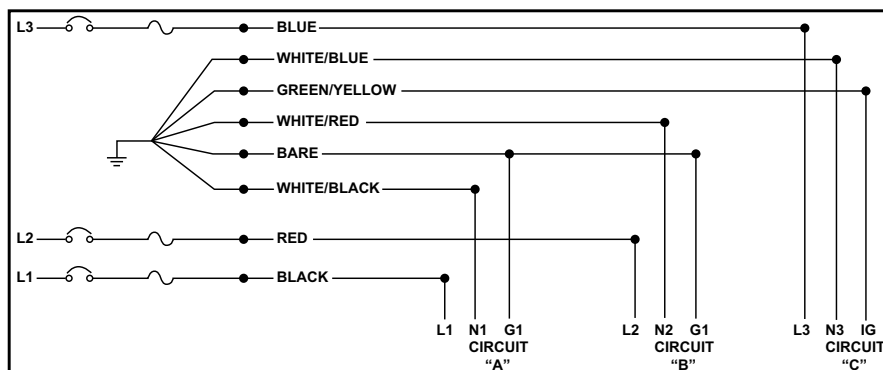 L3 BLUE
WHITE/BLUE
GREEN/YELLOW
WHITE/RED
BARE
WHITE/BLACK
L2 RED
L1 BLACK
L1 N1 G1 L2 N2 G1 L3 N3 IG
CIRCUIT CIRCUIT CIRCUIT
“A” “B” “C”